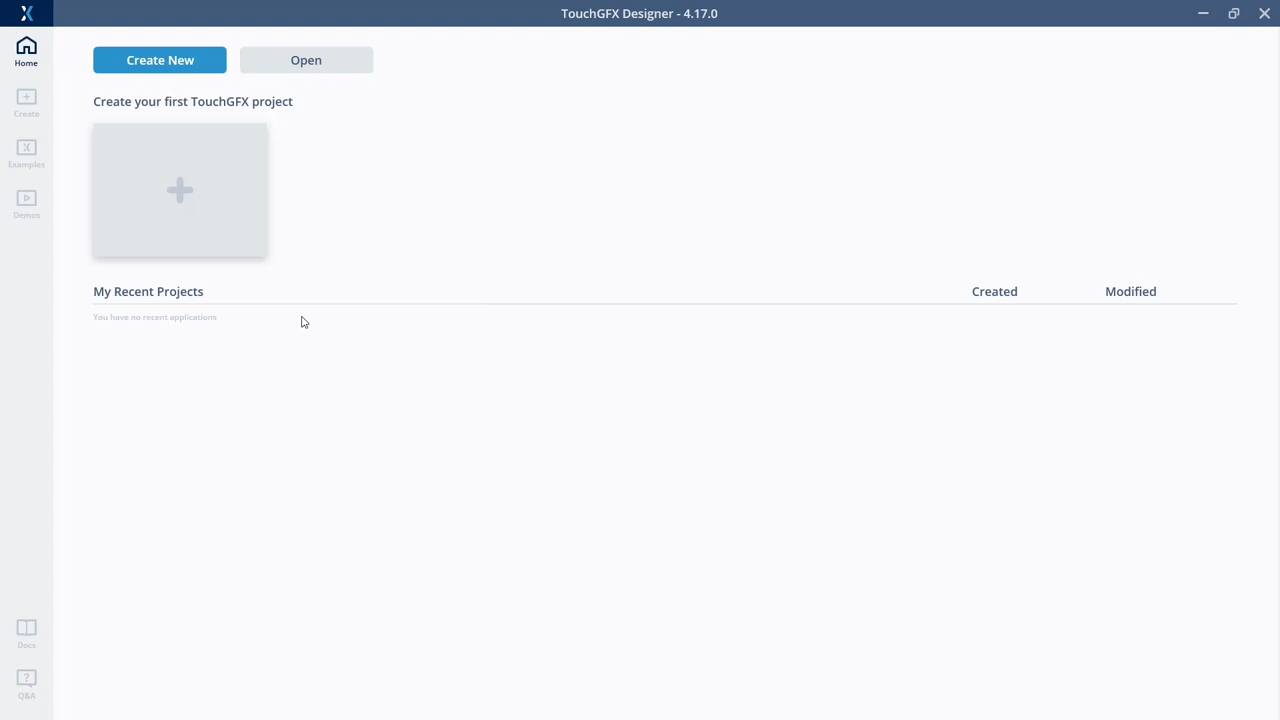 TouchGFX Designer - 4.17.0
Home
Create New
Open
Create
Create your first TouchGFX project
Examples
Demos
My Recent Projects Created Modified
You have no recent applications
Docs
Q&A